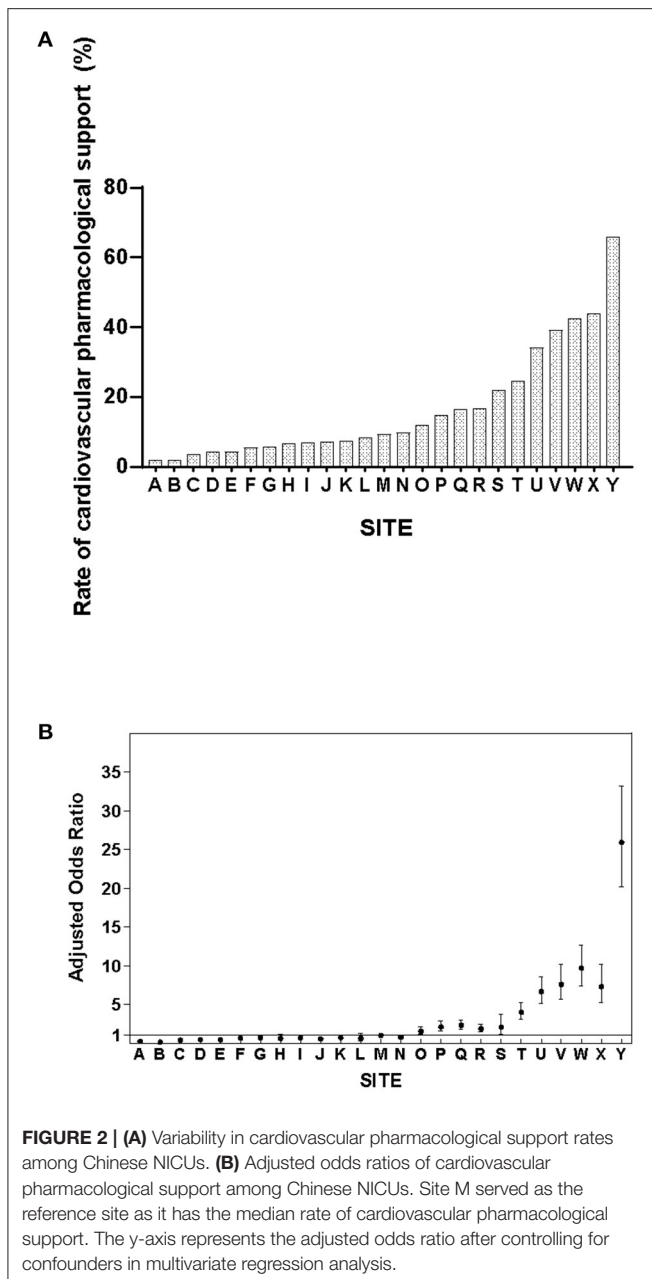 A
Rate of cardiovascular pharmacological support (%)
80
60
40
20
0
A B C D E F G H I J K L M N O P Q R S T U V W X Y
SITE
B
Adjusted Odds Ratio
35
30
25
20
15
10
5
1
A B C D E F G H I J K L M N O P Q R S T U V W X Y
SITE
FIGURE 2 | (A) Variability in cardiovascular pharmacological support rates
among Chinese NICUs. (B) Adjusted odds ratios of cardiovascular
pharmacological support among Chinese NICUs. Site M served as the
reference site as it has the median rate of cardiovascular pharmacological
support. The y-axis represents the adjusted odds ratio after controlling for
confounders in multivariate regression analysis.